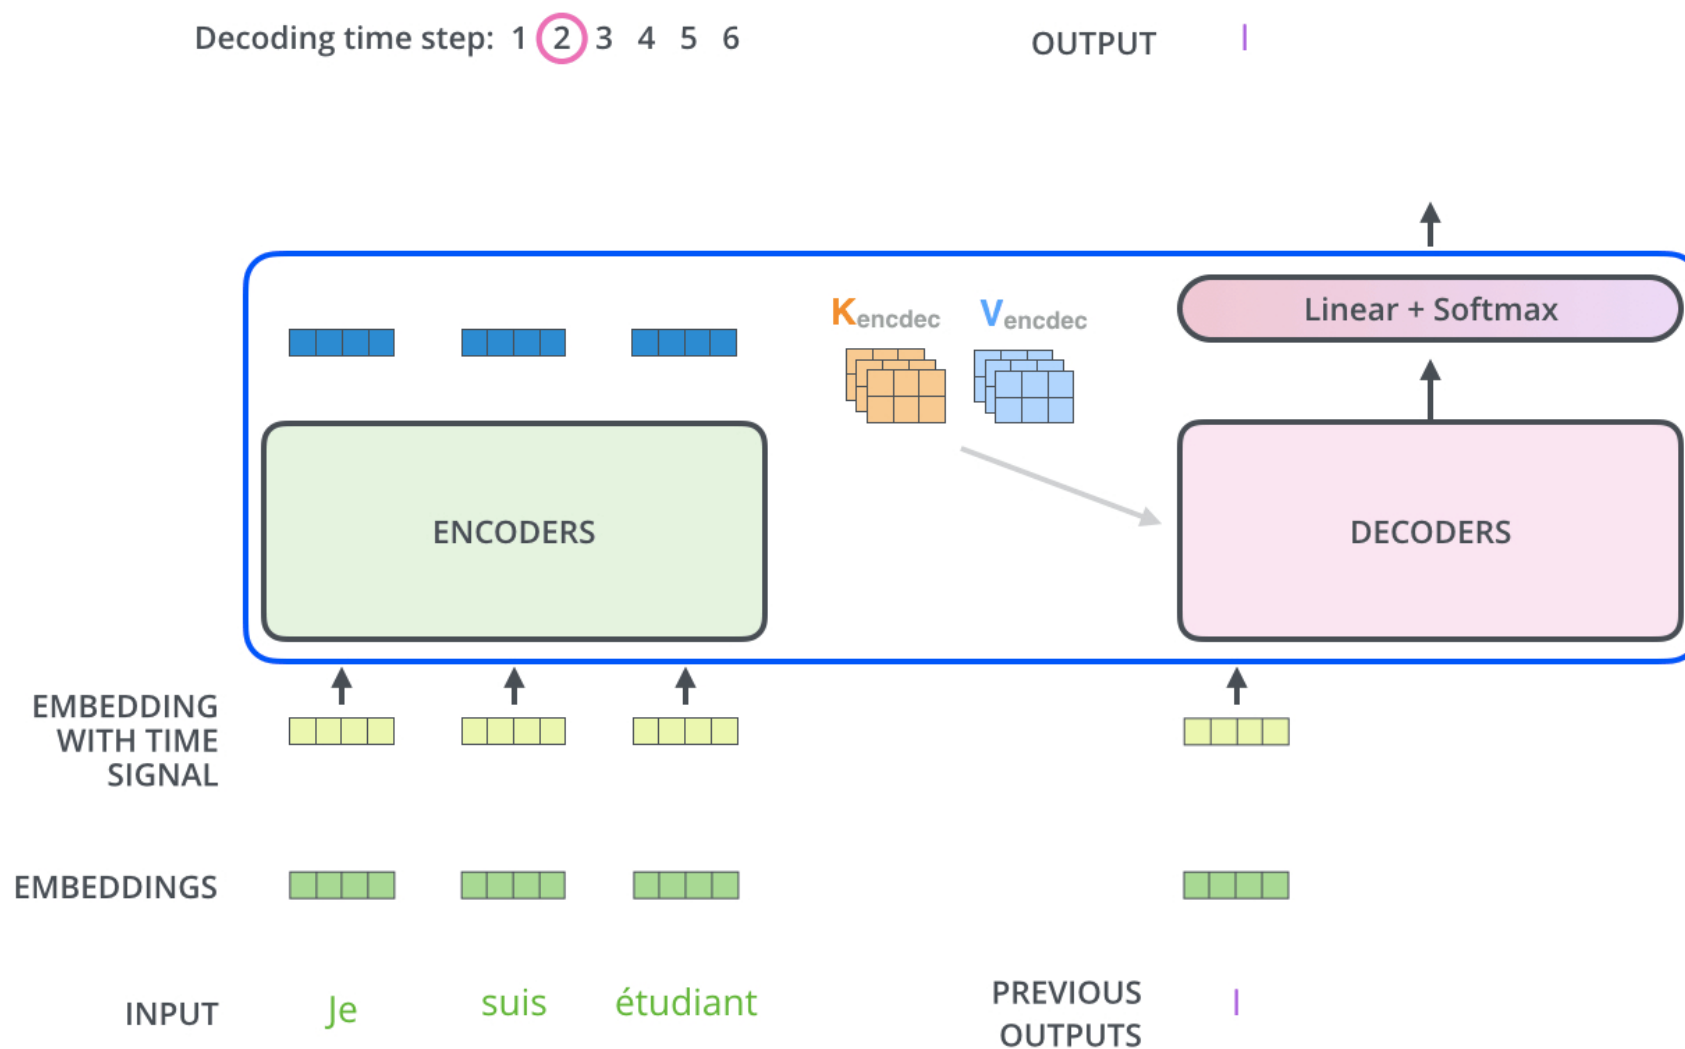 Decoding time step: 1 2 3 4 5 6
OUTPUT I
Kencdec Vencdec
Linear + Softmax
ENCODERS
DECODERS
EMBEDDING
WITH TIME
SIGNAL
EMBEDDINGS
INPUT Je suis étudiant
PREVIOUS
OUTPUTS I